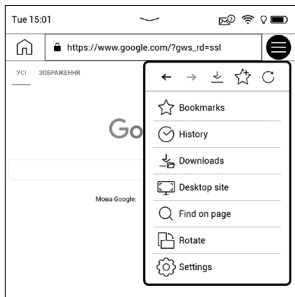 Tue 15:01
https://www.google.com/?gws_rd=ssl
УСІ ЗОБРАЖЕННЯ
Go
Мова Google:
Bookmarks
History
Downloads
Desktop site
Find on page
Rotate
Settings